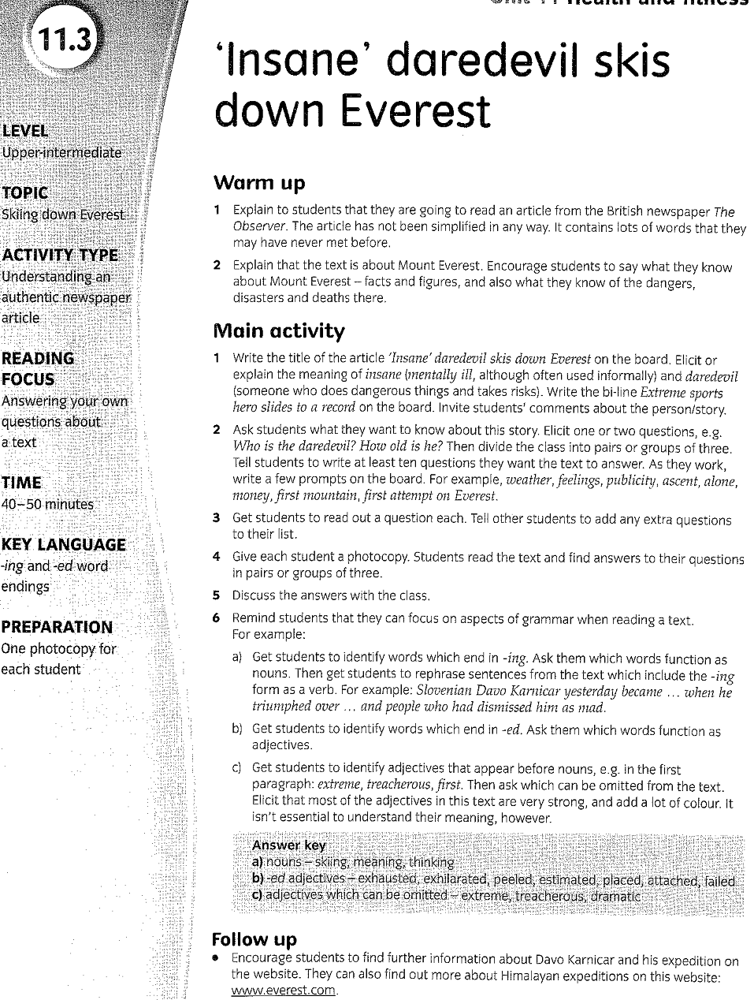 Unit 11 Health and fitness
11.3
'Insane' daredevil skis
down Everest
LEVEL
Upper-intermediate
TOPIC
Skiing down Everest
ACTIVITY TYPE
Understanding an
authentic newspaper
article
READING
FOCUS
Answering your own
questions about
a text
TIME
40–50 minutes
KEY LANGUAGE
-ing and -ed word
endings
PREPARATION
One photocopy for
each student
Warm up
1 Explain to students that they are going to read an article from the British newspaper The
Observer. The article has not been simplified in any way. It contains lots of words that they
may have never met before.
2 Explain that the text is about Mount Everest. Encourage students to say what they know
about Mount Everest – facts and figures, and also what they know of the dangers,
disasters and deaths there.
Main activity
1 Write the title of the article 'Insane' daredevil skis down Everest on the board. Elicit or
explain the meaning of insane (mentally ill, although often used informally) and daredevil
(someone who does dangerous things and takes risks). Write the bi-line Extreme sports
hero slides to a record on the board. Invite students' comments about the person/story.
2 Ask students what they want to know about this story. Elicit one or two questions, e.g.
Who is the daredevil? How old is he? Then divide the class into pairs or groups of three.
Tell students to write at least ten questions they want the text to answer. As they work,
write a few prompts on the board. For example, weather, feelings, publicity, ascent, alone,
money, first mountain, first attempt on Everest.
3 Get students to read out a question each. Tell other students to add any extra questions
to their list.
4 Give each student a photocopy. Students read the text and find answers to their questions
in pairs or groups of three.
5 Discuss the answers with the class.
6 Remind students that they can focus on aspects of grammar when reading a text.
For example:
a) Get students to identify words which end in -ing. Ask them which words function as
nouns. Then get students to rephrase sentences from the text which include the -ing
form as a verb. For example: Slovenian Davo Karnicar yesterday became ... when he
triumphed over ... and people who had dismissed him as mad.
b) Get students to identify words which end in -ed. Ask them which words function as
adjectives.
c) Get students to identify adjectives that appear before nouns, e.g. in the first
paragraph: extreme, treacherous, first. Then ask which can be omitted from the text.
Elicit that most of the adjectives in this text are very strong, and add a lot of colour. It
isn't essential to understand their meaning, however.
Answer key
a) nouns – skiing, meaning, thinking
b) -ed adjectives – exhausted, exhilarated, peeled, estimated, placed, attached, failed
c) adjectives which can be omitted – extreme, treacherous, dramatic
Follow up
• Encourage students to find further information about Davo Karnicar and his expedition on
the website. They can also find out more about Himalayan expeditions on this website:
www.everest.com.